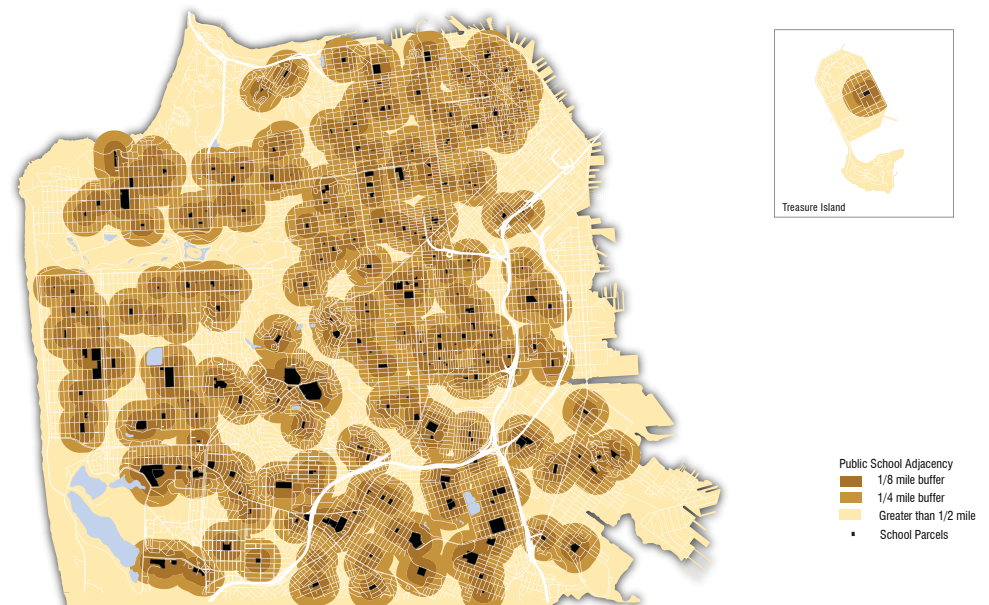 Treasure Island
Public School Adjacency
1/8 mile buffer
1/4 mile buffer
Greater than 1/2 mile
School Parcels